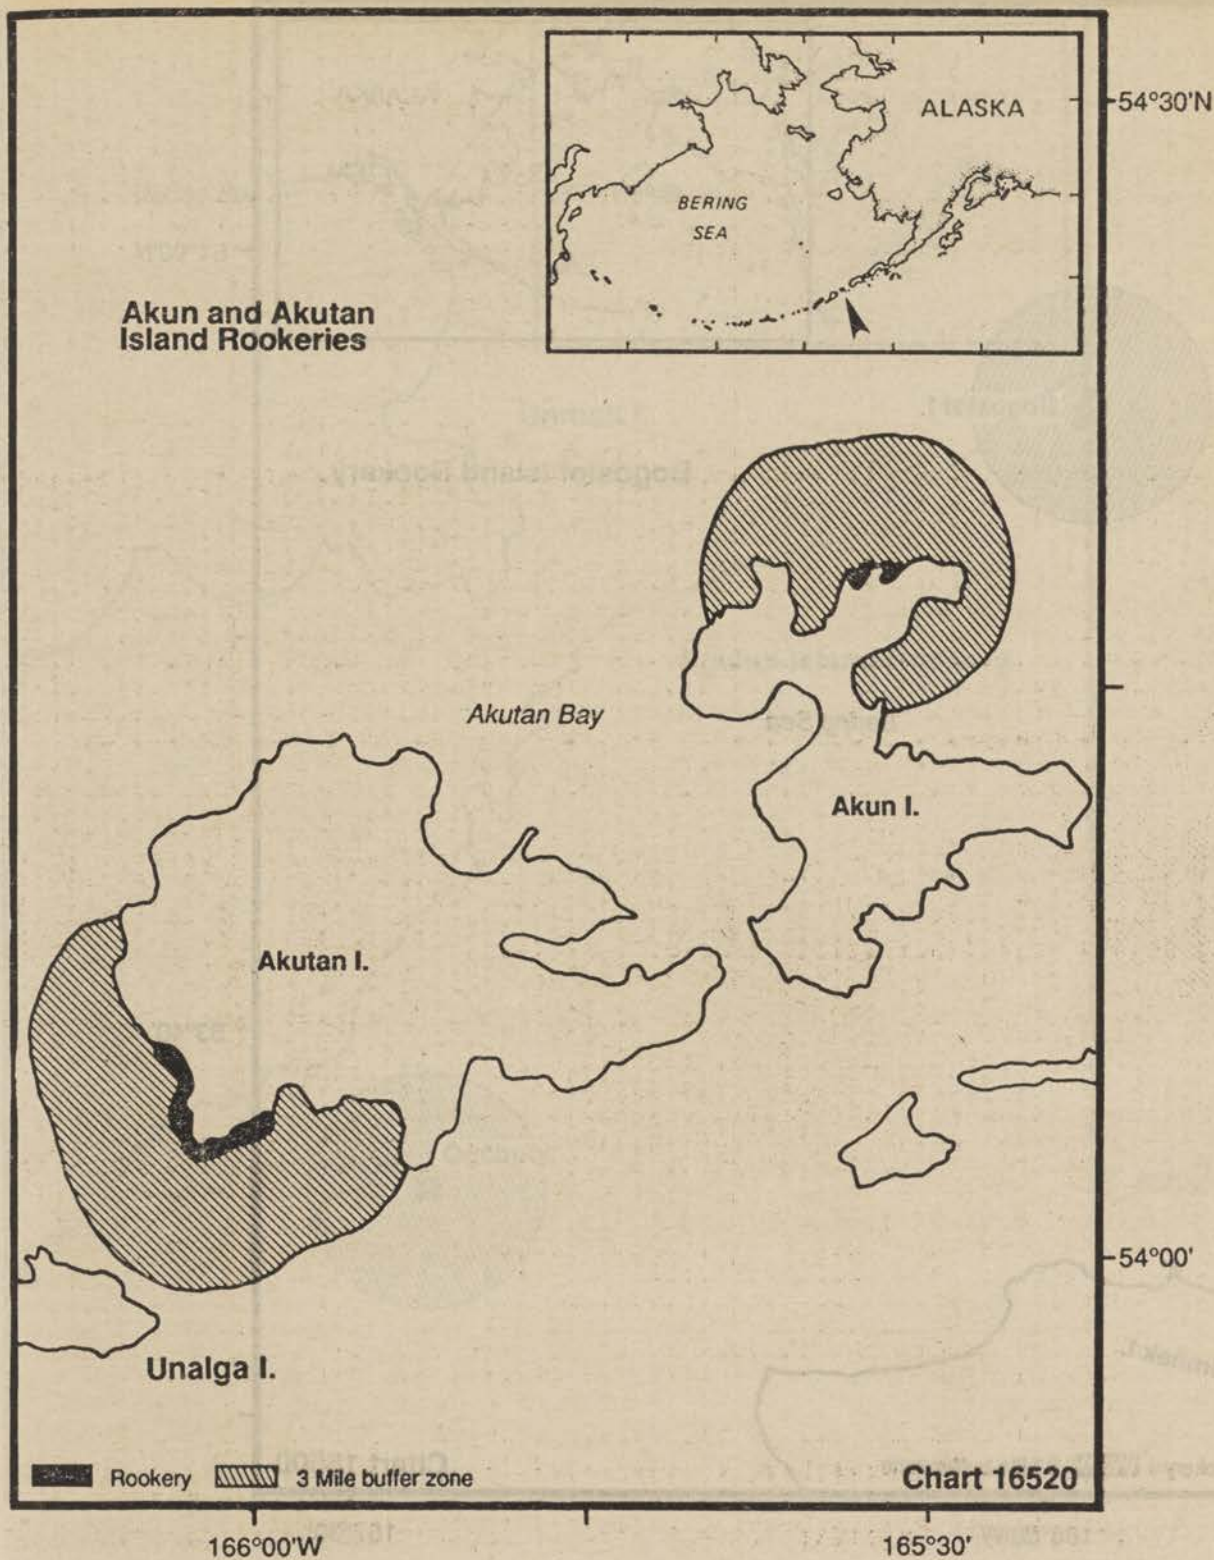 ALASKA
54°30'N
BERING
SEA
Akun and Akutan
Island Rookeries
Akutan Bay
Akun I.
Akutan I.
54°00'
Unalga I.
Rookery 3 Mile buffer zone Chart 16520
166°00'W 165°30'